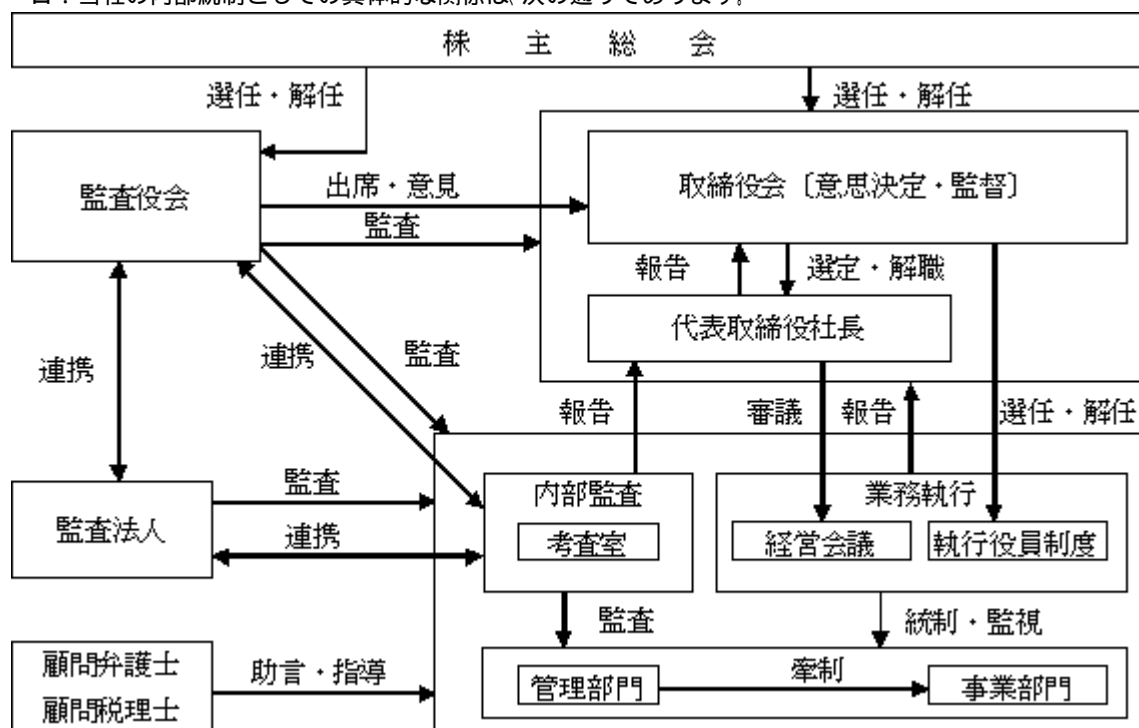 株主総会
選任・解任
選任・解任
監査役会
出席・意見
取締役会〔意思決定・監督〕
監査
報告
選定・解職
代表取締役社長
連携
連携
監査
報告
審議
報告
選任・解任
監査法人
監査
連携
内部監査
考査室
業務執行
経営会議
執行役員制度
監査
統制・監視
顧問弁護士
顧問税理士
助言・指導
管理部門
牽制
事業部門